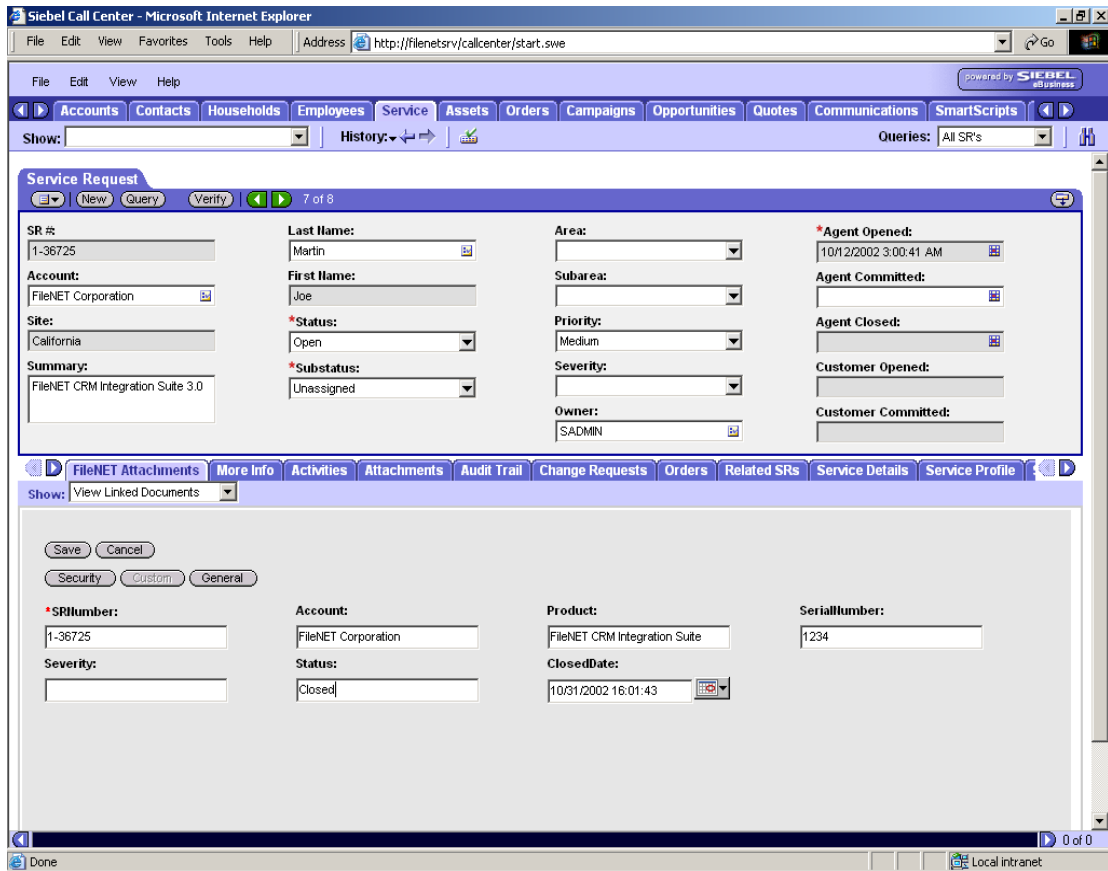 Siebel Call Center - Microsoft Internet Explorer
File Edit View Favorites Tools Help Address http://filenetsrv/callcenter/start.swe Go
File Edit View Help powered by SIEBEL eBusiness
Accounts Contacts Households Employees Service Assets Orders Campaigns Opportunities Quotes Communications SmartScripts
Show: History: Queries: All SR's
Service Request
New Query Verify 7 of 8
SR #: Last Name: Area: *Agent Opened:
1-36725 Martin 10/12/2002 3:00:41 AM
Account: First Name: Subarea: Agent Committed:
FileNET Corporation Joe
Site: *Status: Priority: Agent Closed:
California Open Medium
Summary: *Substatus: Severity: Customer Opened:
FileNET CRM Integration Suite 3.0 Unassigned
Owner: Customer Committed:
SADMIN
FileNET Attachments More Info Activities Attachments Audit Trail Change Requests Orders Related SRs Service Details Service Profile
Show: View Linked Documents
Save Cancel
Security Custom General
*SRNumber: Account: Product: SerialNumber:
1-36725 FileNET Corporation FileNET CRM Integration Suite 1234
Severity: Status: ClosedDate:
Closed 10/31/2002 16:01:43
0 of 0
Done Local intranet